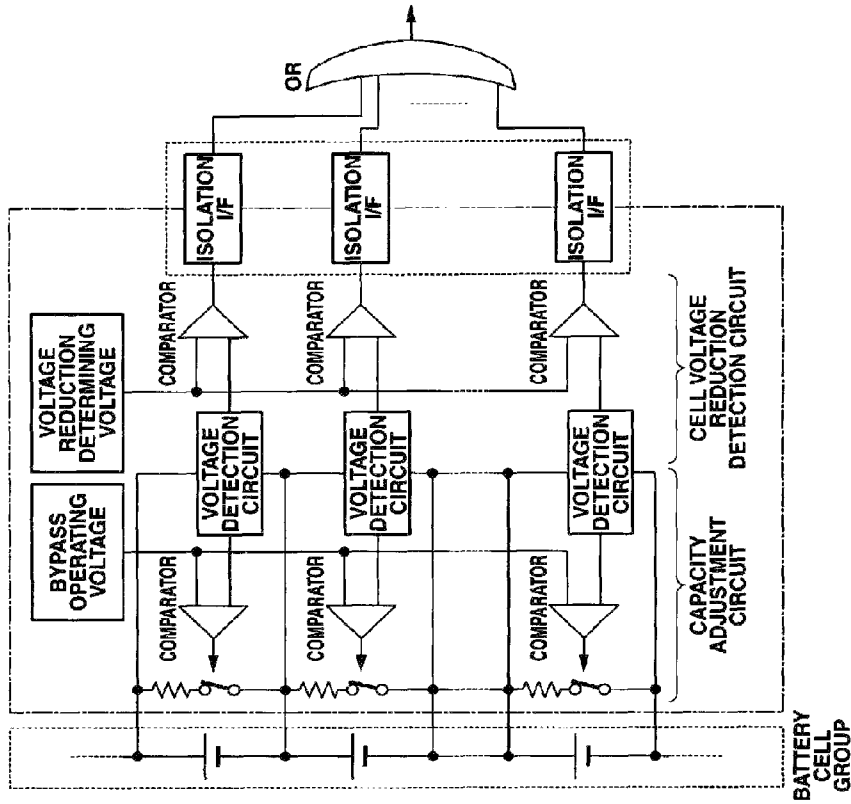 OR
ISOLATION
I/F
ISOLATION
I/F
ISOLATION
I/F
COMPARATOR
COMPARATOR
COMPARATOR
VOLTAGE
REDUCTION
DETERMINING
VOLTAGE
CELL VOLTAGE
REDUCTION
DETECTION CIRCUIT
VOLTAGE
DETECTION
CIRCUIT
VOLTAGE
DETECTION
CIRCUIT
VOLTAGE
DETECTION
CIRCUIT
BYPASS
OPERATING
VOLTAGE
COMPARATOR
COMPARATOR
COMPARATOR
CAPACITY
ADJUSTMENT
CIRCUIT
BATTERY
CELL
GROUP